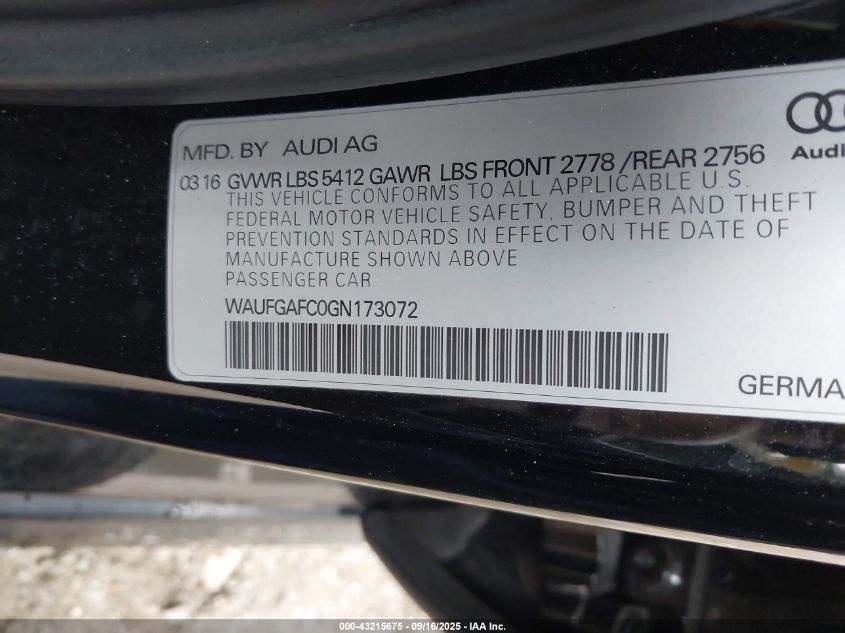 MFD. BY AUDI AG
Audi
03 16 GVWR LBS 5412 GAWR LBS FRONT 2778 / REAR 2756
THIS VEHICLE CONFORMS TO ALL APPLICABLE U.S.
FEDERAL MOTOR VEHICLE SAFETY, BUMPER AND THEFT
PREVENTION STANDARDS IN EFFECT ON THE DATE OF
MANUFACTURE SHOWN ABOVE
PASSENGER CAR
WAUFGAFC0GN173072
GERMA
000-43215675 - 09/16/2025 - IAA Inc.